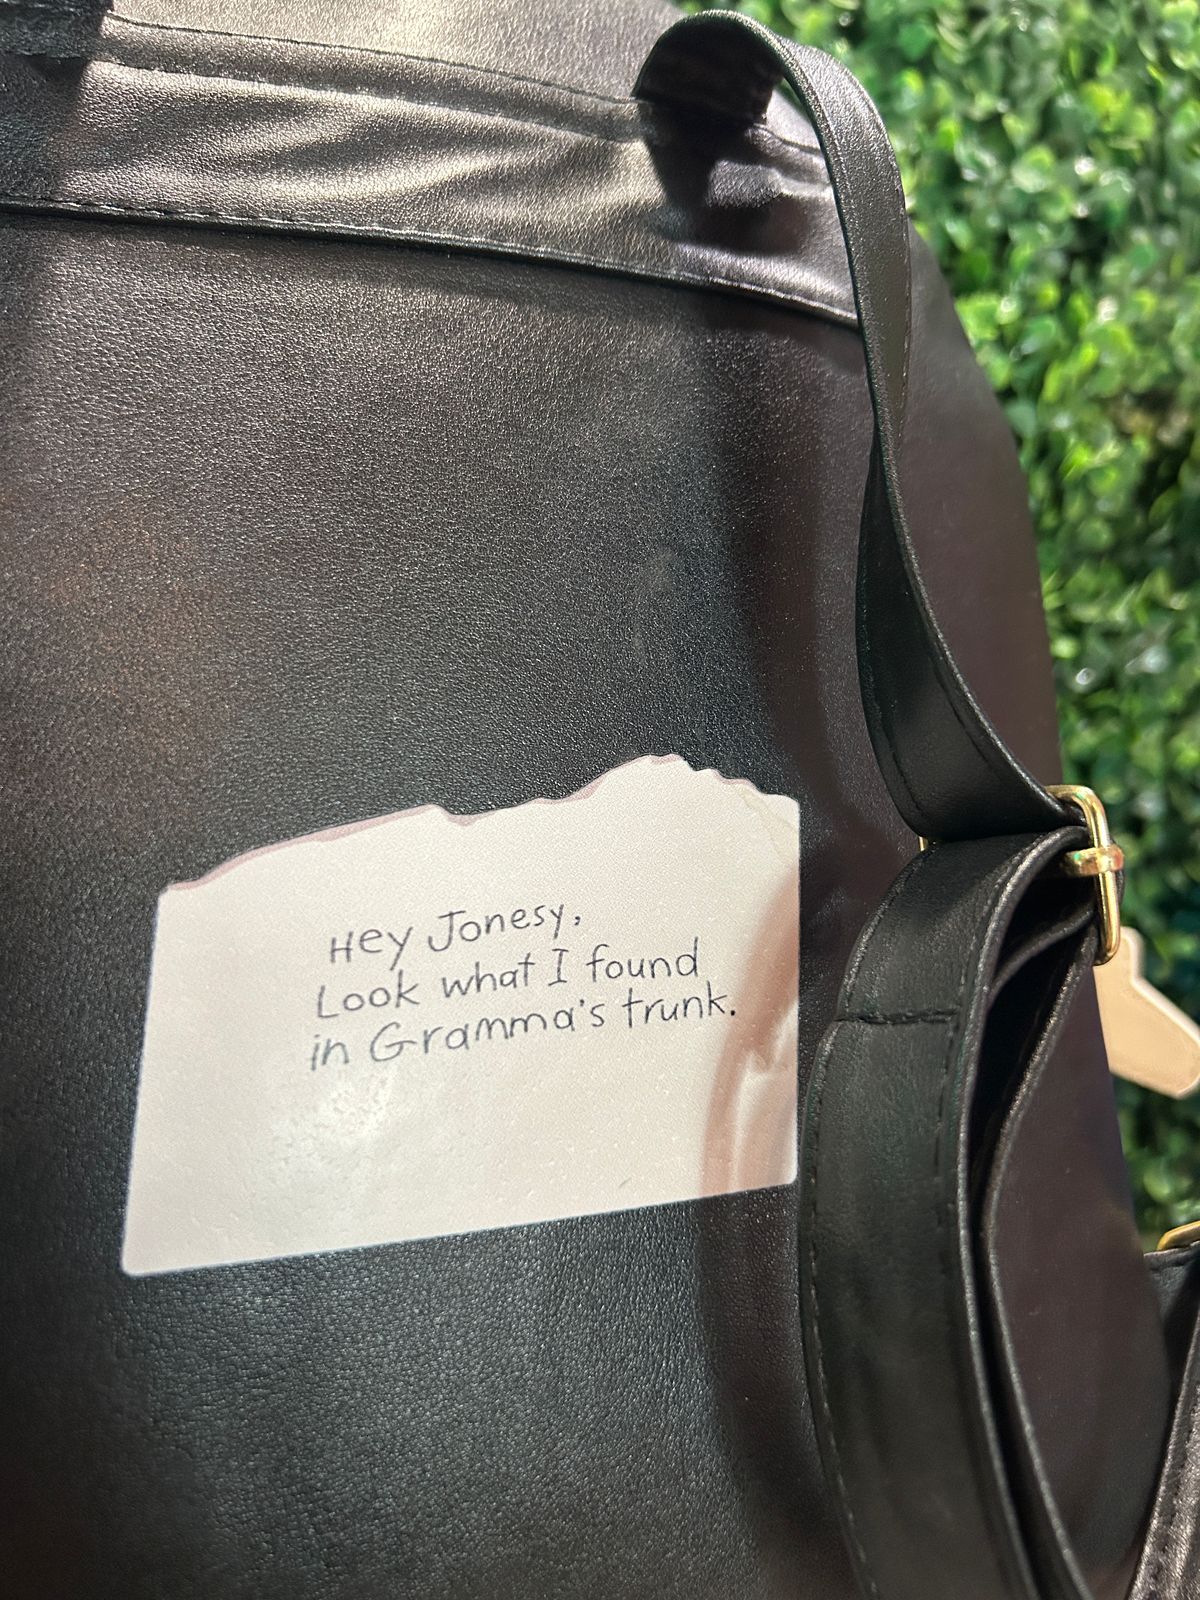 Hey Jonesy,
Look what I found
in Gramma's trunk.